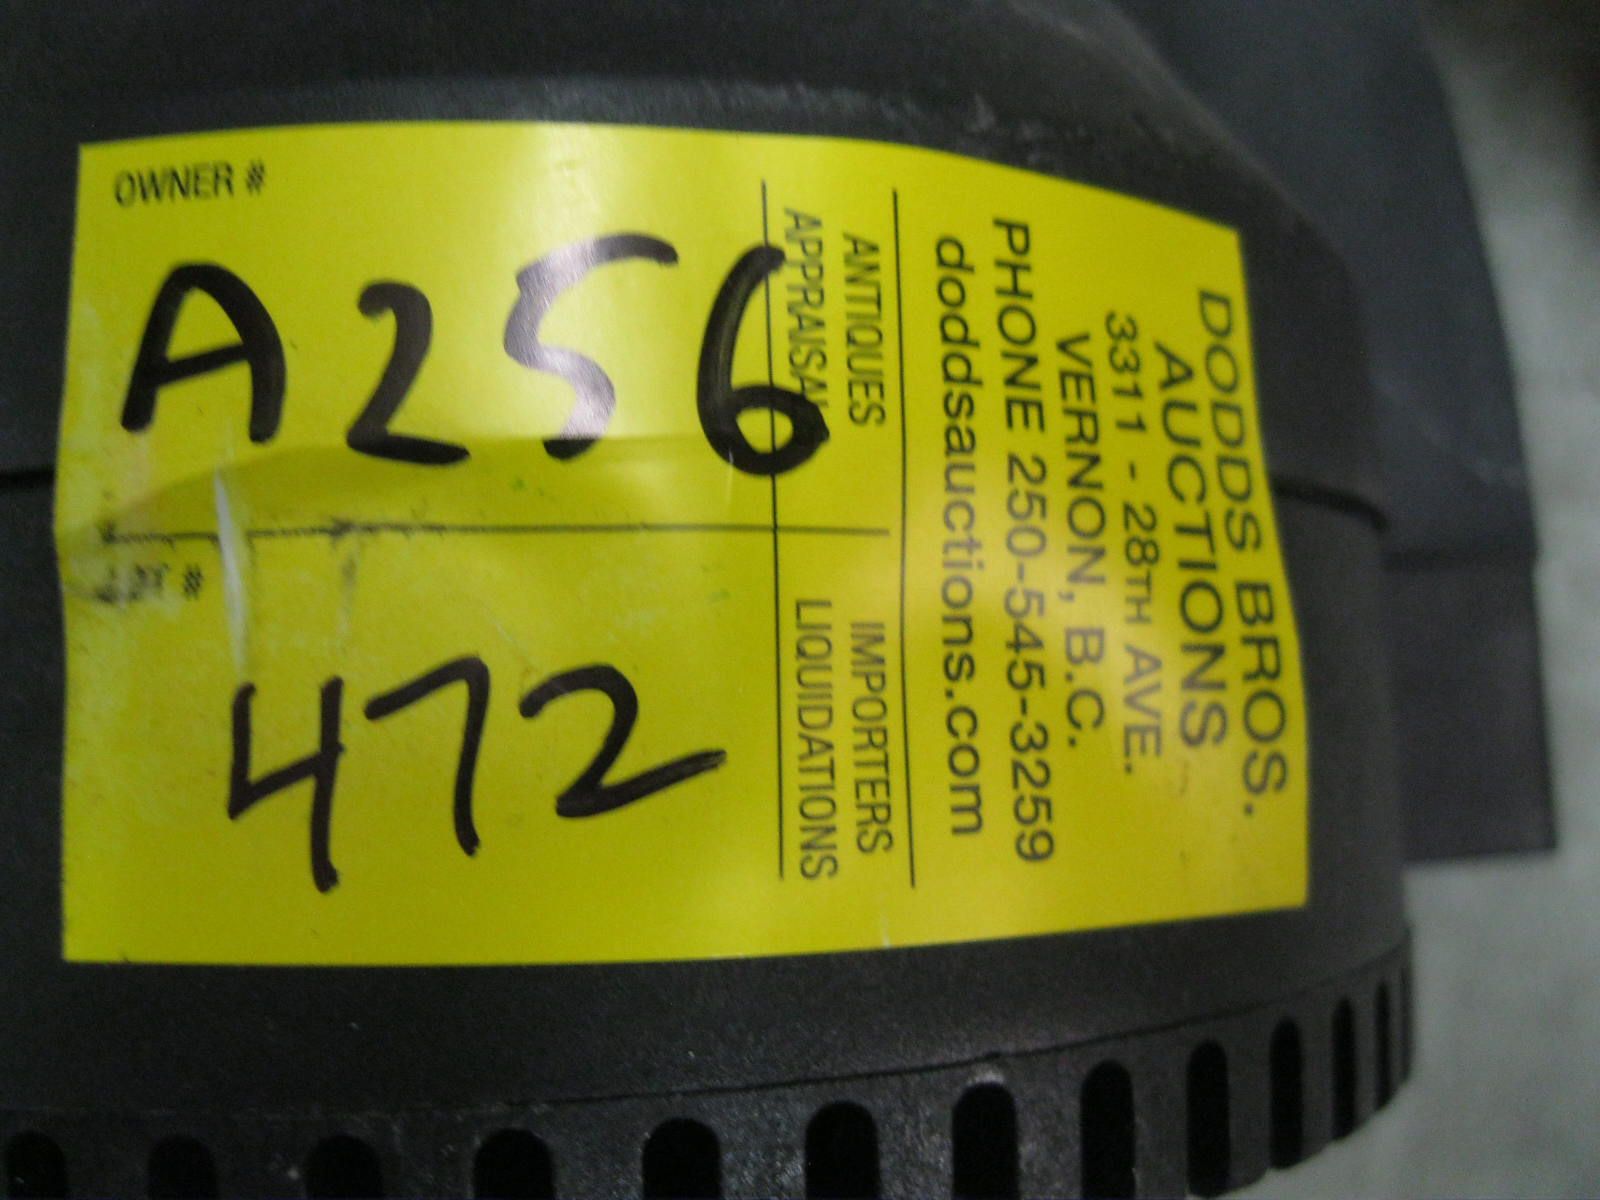 DODDS BROS.
AUCTIONS
3311 - 28TH AVE.
VERNON, B.C.
PHONE 250-545-3259
doddsauctions.com
ANTIQUES IMPORTERS
APPRAISAL LIQUIDATIONS
OWNER #
A256
LOT #
472